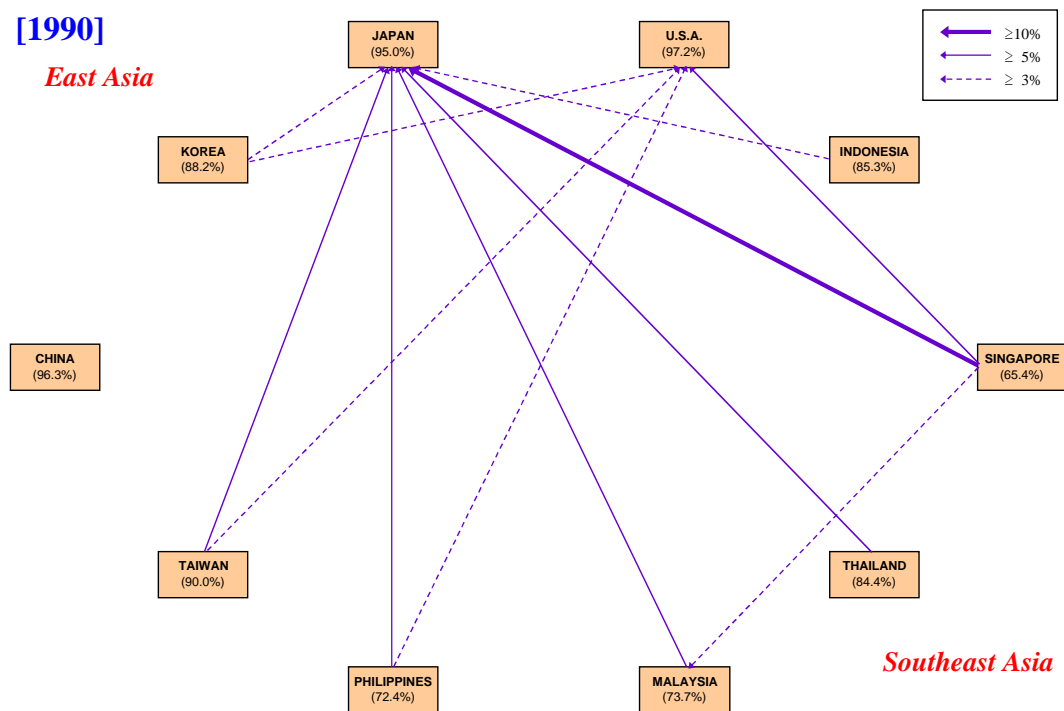 [1990]
East Asia
JAPAN
(95.0%)
U.S.A.
(97.2%)
≥10%
≥ 5%
≥ 3%
KOREA
(88.2%)
INDONESIA
(85.3%)
CHINA
(96.3%)
SINGAPORE
(65.4%)
TAIWAN
(90.0%)
THAILAND
(84.4%)
PHILIPPINES
(72.4%)
MALAYSIA
(73.7%)
Southeast Asia